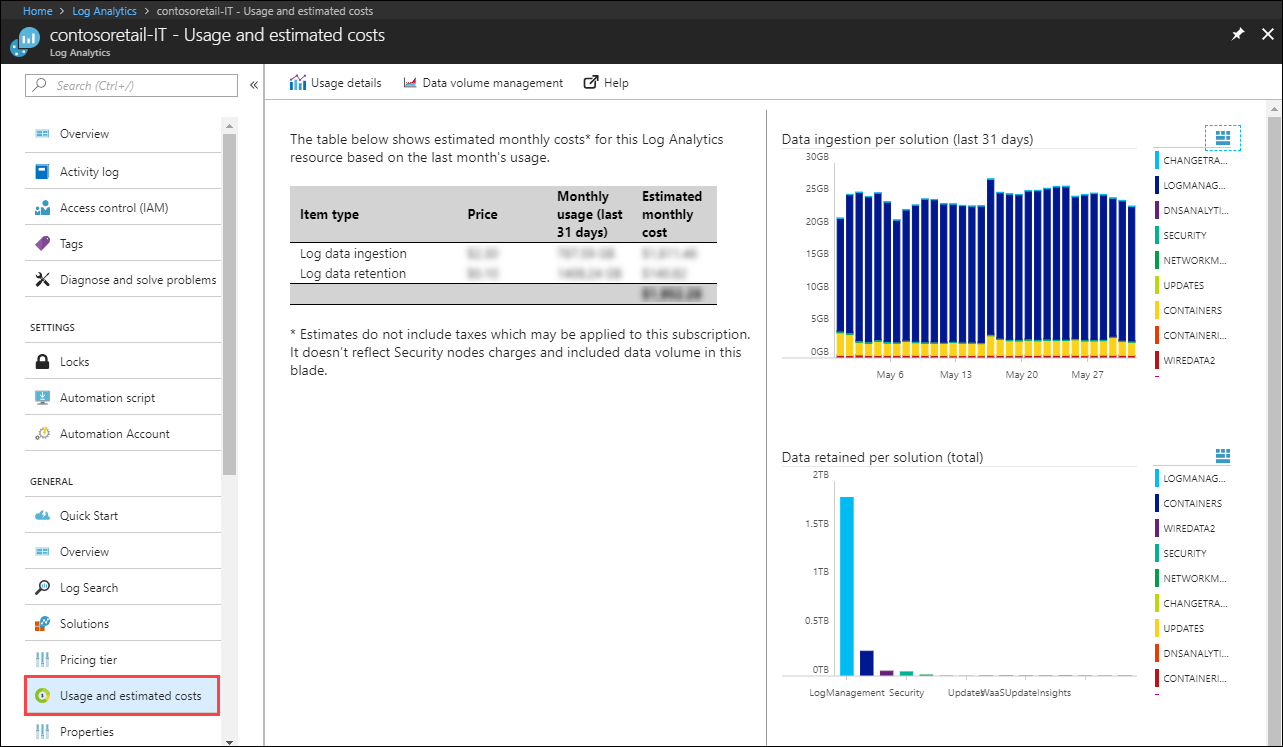 Home > Log Analytics > contosoretail-IT - Usage and estimated costs
contosoretail-IT - Usage and estimated costs
Log Analytics
Search (Ctrl+/)
Overview
Activity log
Access control (IAM)
Tags
Diagnose and solve problems
SETTINGS
Locks
Automation script
Automation Account
GENERAL
Quick Start
Overview
Log Search
Solutions
Pricing tier
Usage and estimated costs
Properties
Usage details
Data volume management
Help
The table below shows estimated monthly costs* for this Log Analytics
resource based on the last month's usage.
Item type
Price
Monthly
usage (last
31 days)
Estimated
monthly
cost
Log data ingestion
Log data retention
* Estimates do not include taxes which may be applied to this subscription.
It doesn't reflect Security nodes charges and included data volume in this
blade.
Data ingestion per solution (last 31 days)
30GB
25GB
20GB
15GB
10GB
5GB
0GB
May 6
May 13
May 20
May 27
CHANGETRA...
LOGMANAG...
DNSANALYTI...
SECURITY
NETWORKM...
UPDATES
CONTAINERS
CONTAINERI...
WIREDATA2
Data retained per solution (total)
2TB
1.5TB
1TB
0.5TB
0TB
LogManagement
Security
Updates
WaaSUpdateInsights
LOGMANAG...
CONTAINERS
WIREDATA2
SECURITY
NETWORKM...
CHANGETRA...
UPDATES
DNSANALYTI...
CONTAINERI...